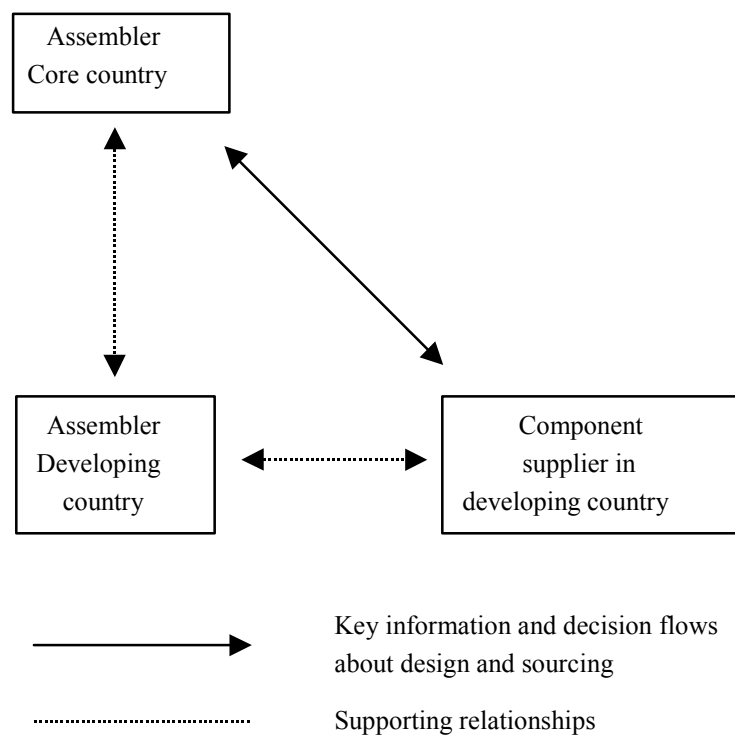 Assembler
Core country
Assembler
Developing
country
Component
supplier in
developing country
Key information and decision flows
about design and sourcing
Supporting relationships